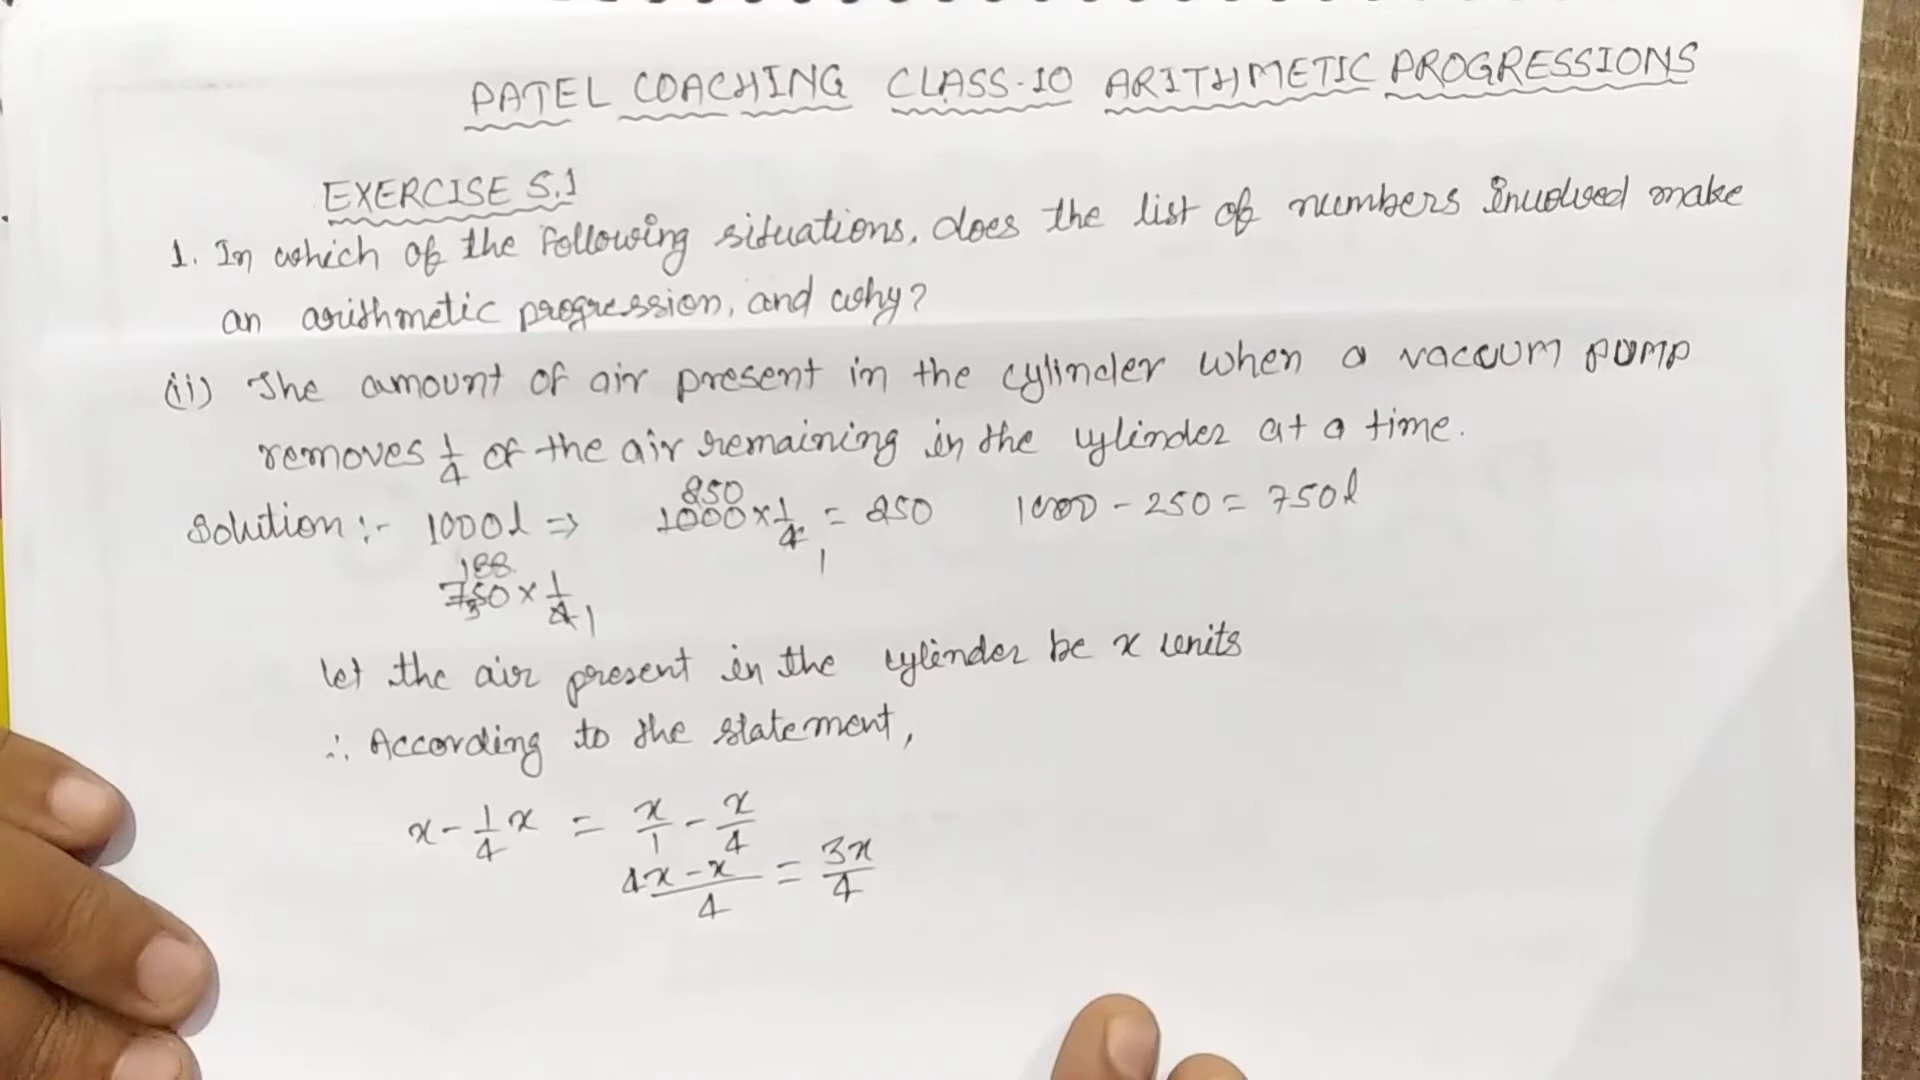 PATEL COACHING CLASS-10 ARITHMETIC PROGRESSIONS
EXERCISE 5.1
1. In which of the following situations, does the list of numbers involved make
an arithmetic progression, and why?
(ii) The amount of air present in the cylinder when a vacuum pump
removes 1/4 of the air remaining in the cylinder at a time.
Solution :- 1000l ⇒ 250 1000 × 1/4 1 = 250 1000 - 250 = 750l
188 750 3 × 1/4 1
let the air present in the cylinder be x units
∴ According to the statement,
x - 1/4 x = x/1 - x/4
4x - x / 4 = 3x/4